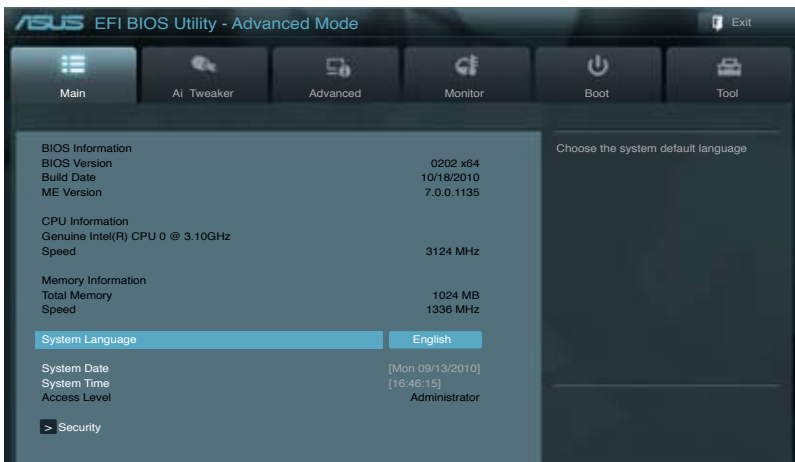 ASUS EFI BIOS Utility - Advanced Mode Exit
Main Ai Tweaker Advanced Monitor Boot Tool
BIOS Information
BIOS Version 0202 x64
Build Date 10/18/2010
ME Version 7.0.0.1135
CPU Information
Genuine Intel(R) CPU 0 @ 3.10GHz
Speed 3124 MHz
Memory Information
Total Memory 1024 MB
Speed 1336 MHz
System Language English
System Date [Mon 09/13/2010]
System Time [16:46:15]
Access Level Administrator
> Security
Choose the system default language